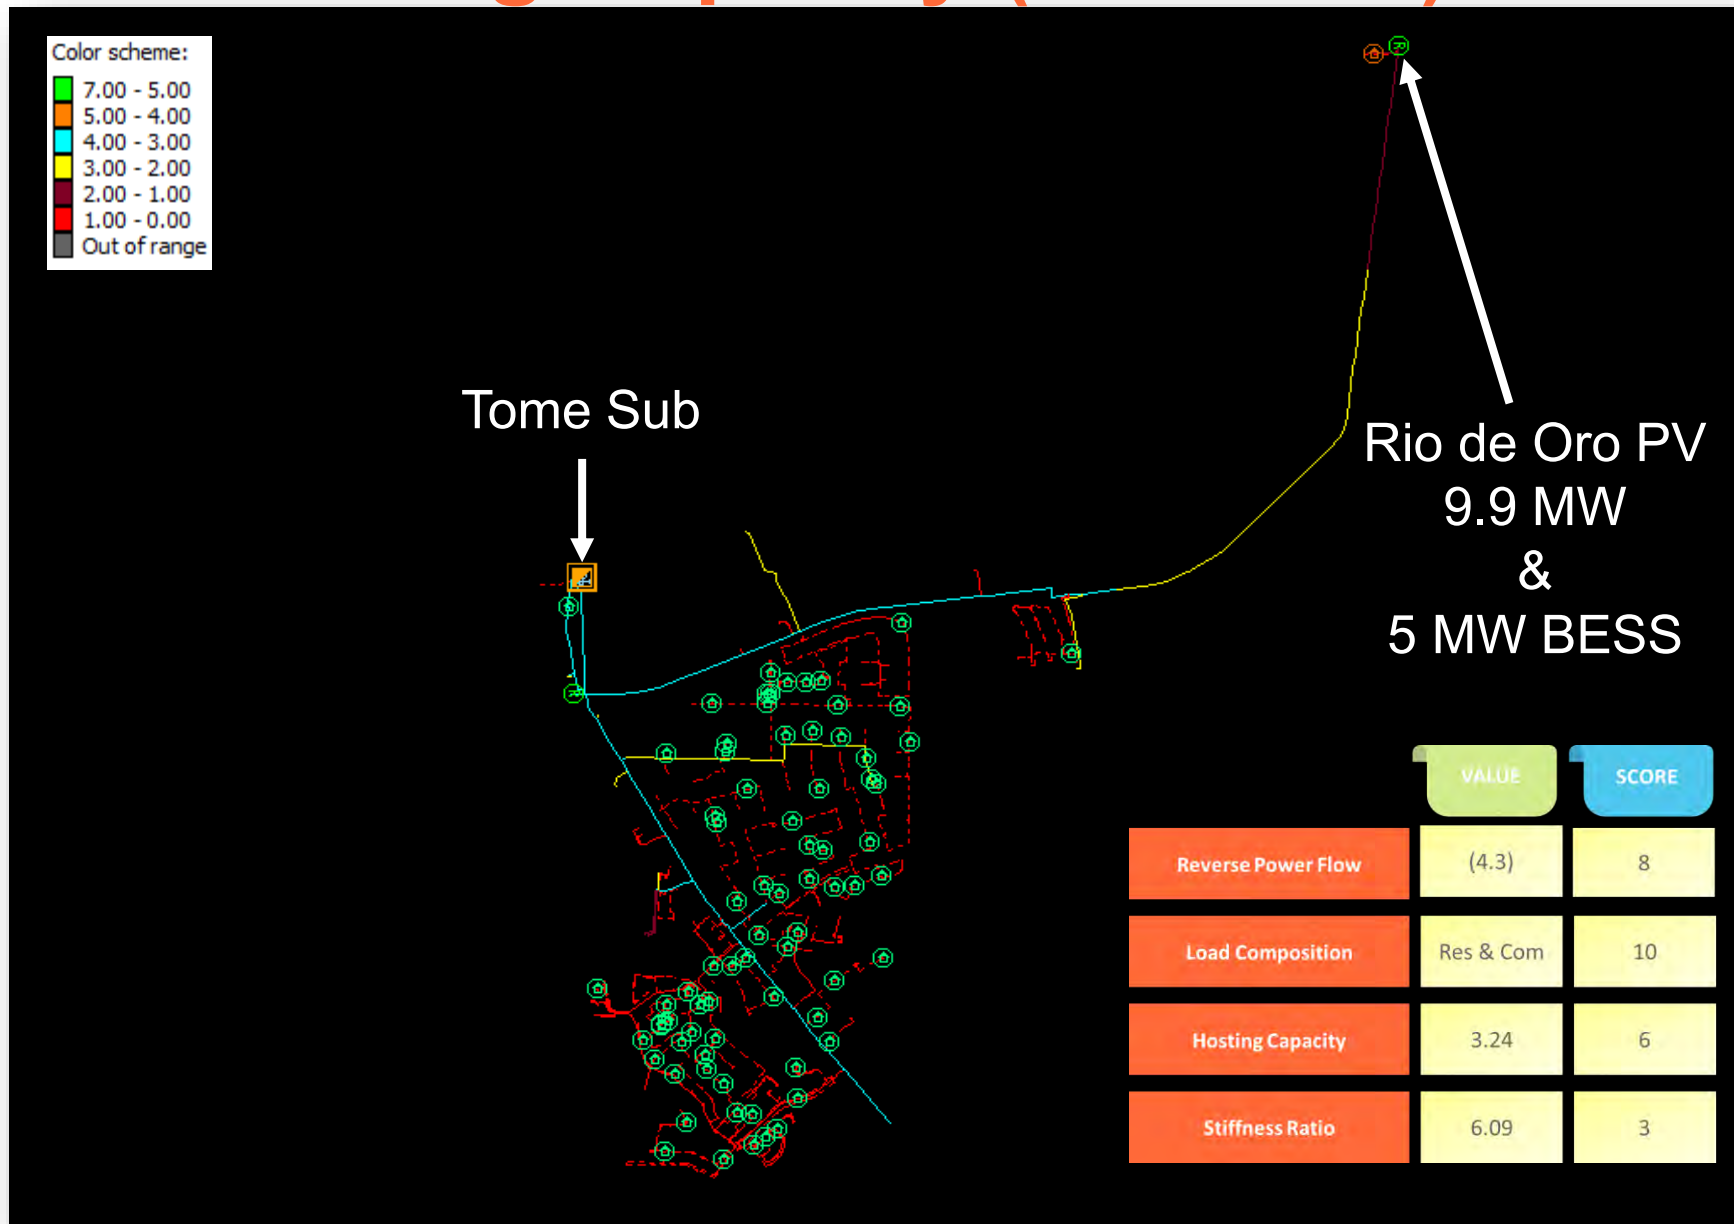 Color scheme:
7.00 - 5.00
5.00 - 4.00
4.00 - 3.00
3.00 - 2.00
2.00 - 1.00
1.00 - 0.00
Out of range
Tome Sub
Rio de Oro PV
9.9 MW
&
5 MW BESS
VALUE SCORE
Reverse Power Flow (4.3) 8
Load Composition Res & Com 10
Hosting Capacity 3.24 6
Stiffness Ratio 6.09 3